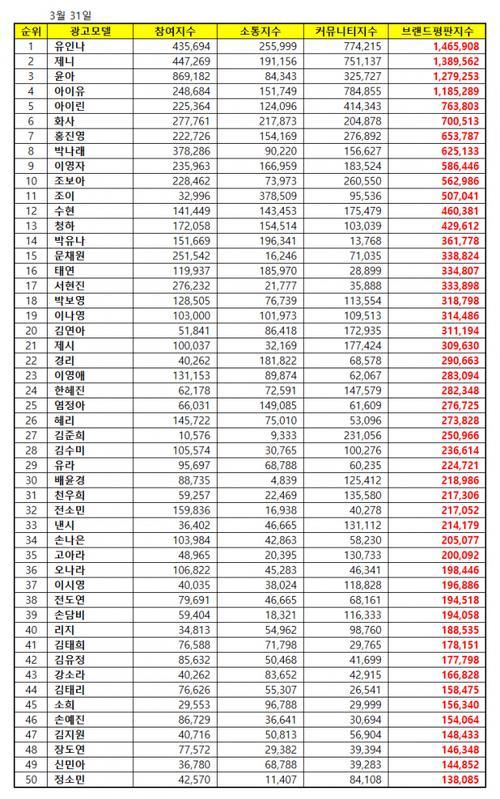 3월 31일
순위 광고모델 참여지수 소통지수 커뮤니티지수 브랜드평판지수
1 유인나 435,694 255,999 774,215 1,465,908
2 제니 447,269 191,156 751,137 1,389,562
3 윤아 869,182 84,343 325,727 1,279,253
4 아이유 248,684 151,749 784,855 1,185,289
5 아이린 225,364 124,096 414,343 763,803
6 화사 277,761 217,873 204,878 700,513
7 홍진영 222,726 154,169 276,892 653,787
8 박나래 378,286 90,220 156,627 625,133
9 이영자 235,963 166,959 183,524 586,446
10 조보아 228,462 73,973 260,550 562,986
11 조이 32,996 378,509 95,536 507,041
12 수현 141,449 143,453 175,479 460,381
13 청하 172,058 154,514 103,039 429,612
14 박유나 151,669 196,341 13,768 361,778
15 문채원 251,542 16,246 71,035 338,824
16 태연 119,937 185,970 28,899 334,807
17 서현진 276,232 21,777 35,888 333,898
18 박보영 128,505 76,739 113,554 318,798
19 이나영 103,000 101,973 109,513 314,486
20 김연아 51,841 86,418 172,935 311,194
21 제시 100,037 32,169 177,424 309,630
22 경리 40,262 181,822 68,578 290,663
23 이영애 131,153 89,874 62,067 283,094
24 한혜진 62,178 72,591 147,579 282,348
25 염정아 66,031 149,085 61,609 276,725
26 혜리 145,722 75,010 53,096 273,828
27 김준희 10,576 9,333 231,056 250,966
28 김수미 105,574 30,765 100,276 236,614
29 유라 95,697 68,788 60,235 224,721
30 배윤경 88,735 4,839 125,412 218,986
31 천우희 59,257 22,469 135,580 217,306
32 전소민 159,836 16,938 40,278 217,052
33 낸시 36,402 46,665 131,112 214,179
34 손나은 103,984 42,863 58,230 205,077
35 고아라 48,965 20,395 130,733 200,092
36 오나라 106,822 45,283 46,341 198,446
37 이시영 40,035 38,024 118,828 196,886
38 전도연 79,691 46,665 68,161 194,518
39 손담비 59,404 18,321 116,333 194,058
40 리지 34,813 54,962 98,760 188,535
41 김태희 76,588 71,798 29,765 178,151
42 김유정 85,632 50,468 41,699 177,798
43 강소라 40,262 83,652 42,915 166,828
44 김태리 76,626 55,307 26,541 158,475
45 소희 29,553 96,788 29,999 156,340
46 손예진 86,729 36,641 30,694 154,064
47 김지원 40,716 50,813 56,904 148,433
48 장도연 77,572 29,382 39,394 146,348
49 신민아 36,780 68,788 39,283 144,852
50 정소민 42,570 11,407 84,108 138,085